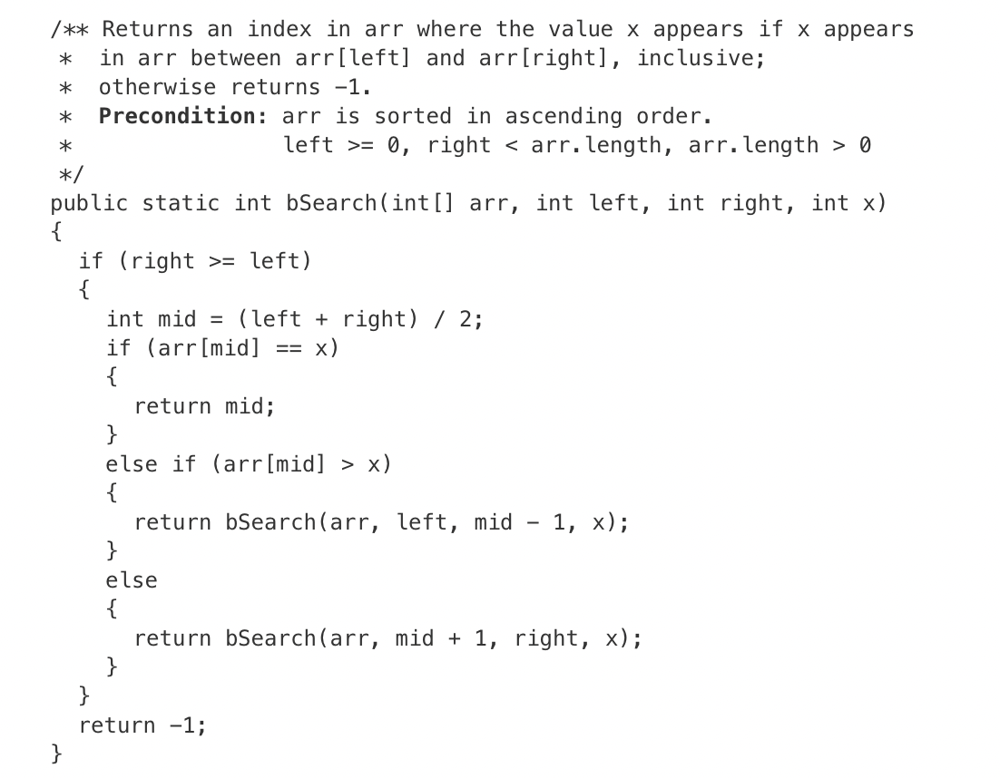 /** Returns an index in arr where the value x appears if x appears
 *  in arr between arr[left] and arr[right], inclusive;
 *  otherwise returns –1.
 *  Precondition: arr is sorted in ascending order.
 *                left >= 0, right < arr.length, arr.length > 0
 */
public static int bSearch(int[] arr, int left, int right, int x)
{
  if (right >= left)
  {
    int mid = (left + right) / 2;
    if (arr[mid] == x)
    {
      return mid;
    }
    else if (arr[mid] > x)
    {
      return bSearch(arr, left, mid – 1, x);
    }
    else
    {
      return bSearch(arr, mid + 1, right, x);
    }
  }
  return –1;
}